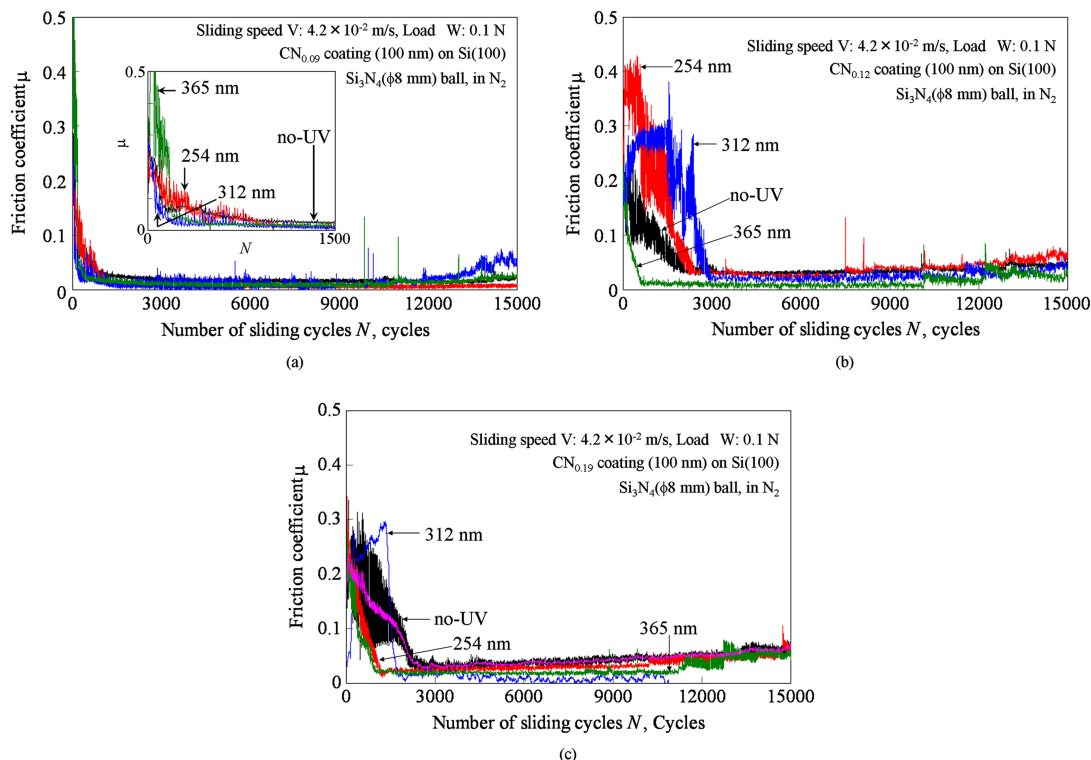 0.5
0.4
0.3
0.2
0.1
0
Friction coefficient μ
Sliding speed V: 4.2 × 10⁻² m/s, Load W: 0.1 N
CN₀.₀₉ coating (100 nm) on Si(100)
Si₃N₄(ϕ8 mm) ball, in N₂
0.5
μ
0
365 nm
254 nm
no-UV
312 nm
0
N
1500
0 3000 6000 9000 12000 15000
Number of sliding cycles N, cycles
(a)
0.5
0.4
0.3
0.2
0.1
0
Friction coefficient μ
Sliding speed V: 4.2 × 10⁻² m/s, Load W: 0.1 N
CN₀.₁₂ coating (100 nm) on Si(100)
Si₃N₄(ϕ8 mm) ball, in N₂
254 nm
312 nm
no-UV
365 nm
0 3000 6000 9000 12000 15000
Number of sliding cycles N, cycles
(b)
0.5
0.4
0.3
0.2
0.1
0
Friction coefficient μ
Sliding speed V: 4.2 × 10⁻² m/s, Load W: 0.1 N
CN₀.₁₉ coating (100 nm) on Si(100)
Si₃N₄(ϕ8 mm) ball, in N₂
312 nm
no-UV
254 nm
365 nm
0 3000 6000 9000 12000 15000
Number of sliding cycles N, Cycles
(c)